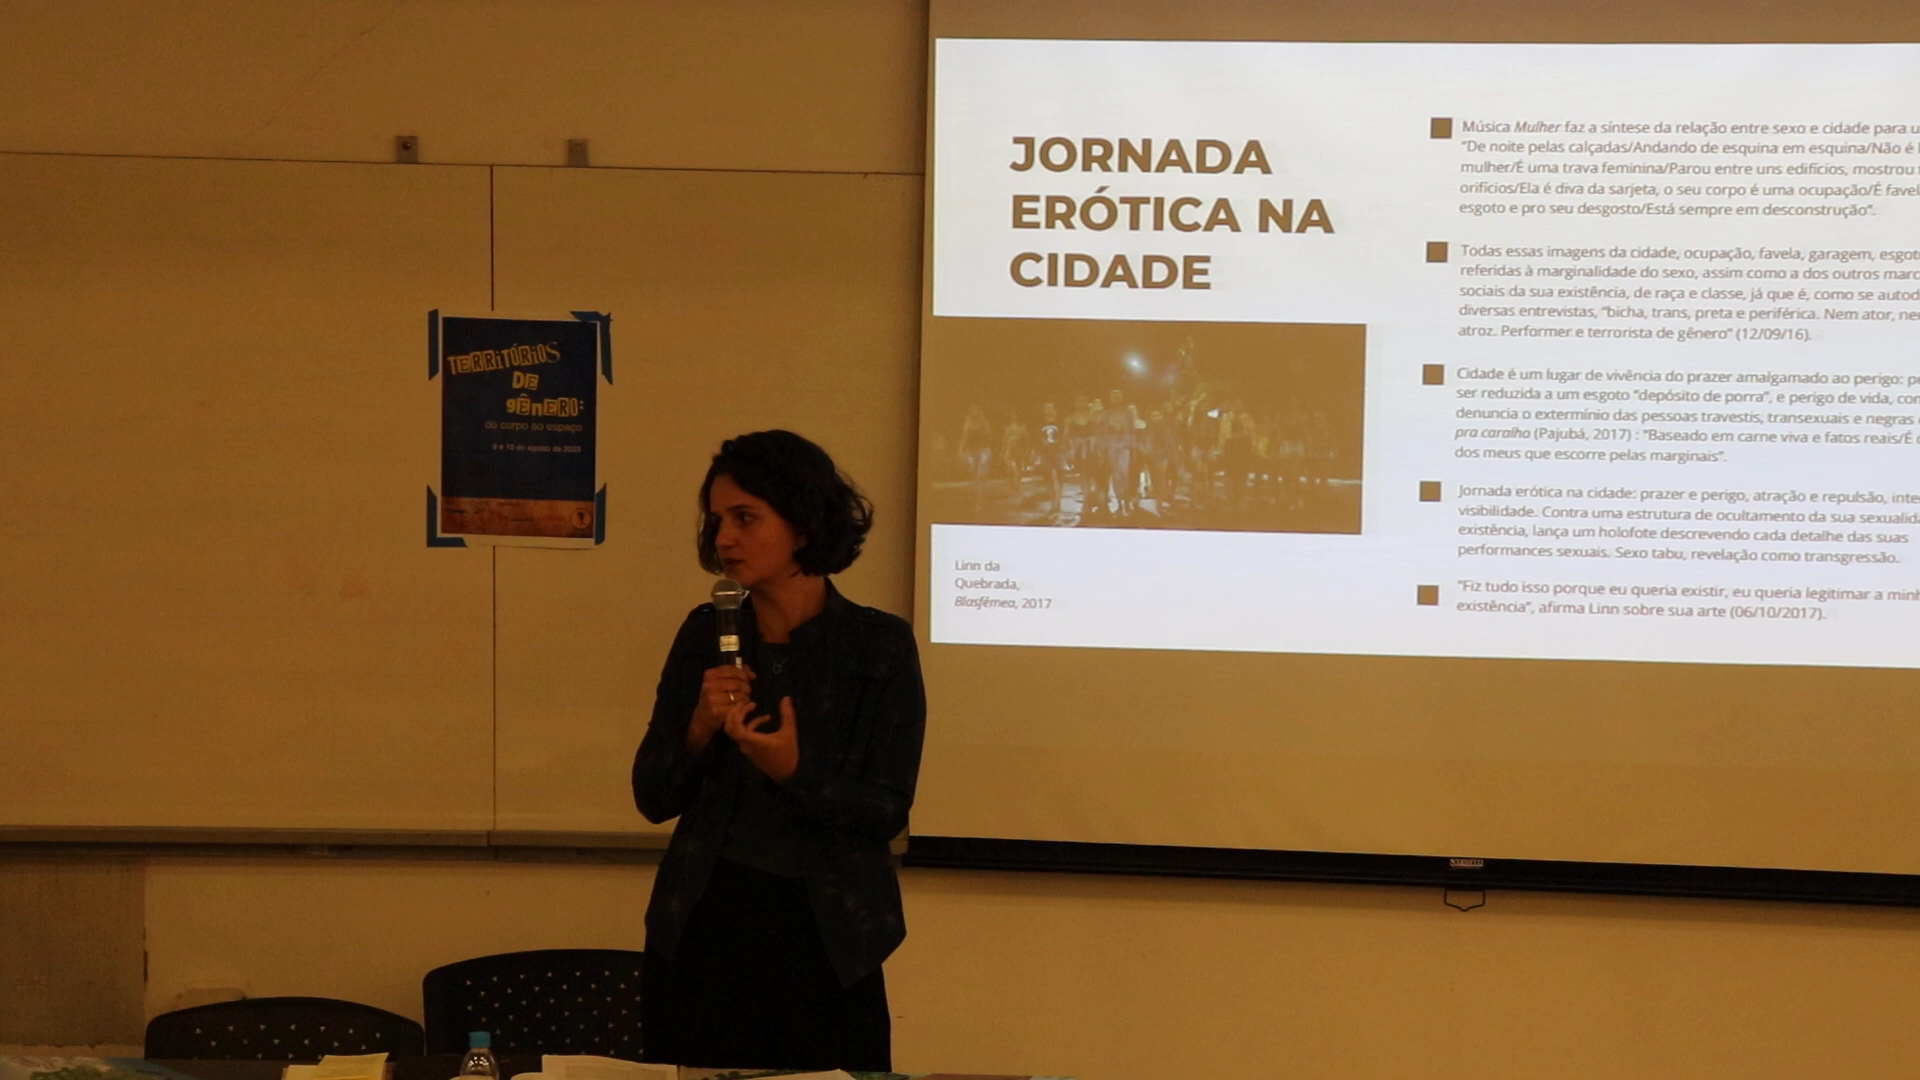 TERRITÓRIOS
DE
gêNERO:
do corpo ao espaço
9 e 10 de agosto de 2023
JORNADA
ERÓTICA NA
CIDADE
Linn da
Quebrada,
Blasfêmea, 2017
Música Mulher faz a síntese da relação entre sexo e cidade para
"De noite pelas calçadas/Andando de esquina em esquina/Não é
mulher/É uma trava feminina/Parou entre uns edifícios, mostrou
orifícios/Ela é diva da sarjeta, o seu corpo é uma ocupação/É
esgoto e pro seu desgosto/Está sempre em desconstrução".
Todas essas imagens da cidade, ocupação, favela, garagem,
referidas à marginalidade do sexo, assim como a dos outros
sociais da sua existência, de raça e classe, já que é, como se
diversas entrevistas, "bicha, trans, preta e periférica. Nem ator,
atroz. Performer e terrorista de gênero" (12/09/16).
Cidade é um lugar de vivência do prazer amalgamado ao perigo:
ser reduzida a um esgoto "depósito de porra", e perigo de vida,
denuncia o extermínio das pessoas travestis, transexuais e negras
pra caralho (Pajubá, 2017) : "Baseado em carne viva e fatos reais/É
dos meus que escorre pelas marginais".
Jornada erótica na cidade: prazer e perigo, atração e repulsão,
visibilidade. Contra uma estrutura de ocultamento da sua
existência, lança um holofote descrevendo cada detalhe das suas
performances sexuais. Sexo tabu, revelação como transgressão.
"Fiz tudo isso porque eu queria existir, eu queria legitimar a
existência", afirma Linn sobre sua arte (06/10/2017).